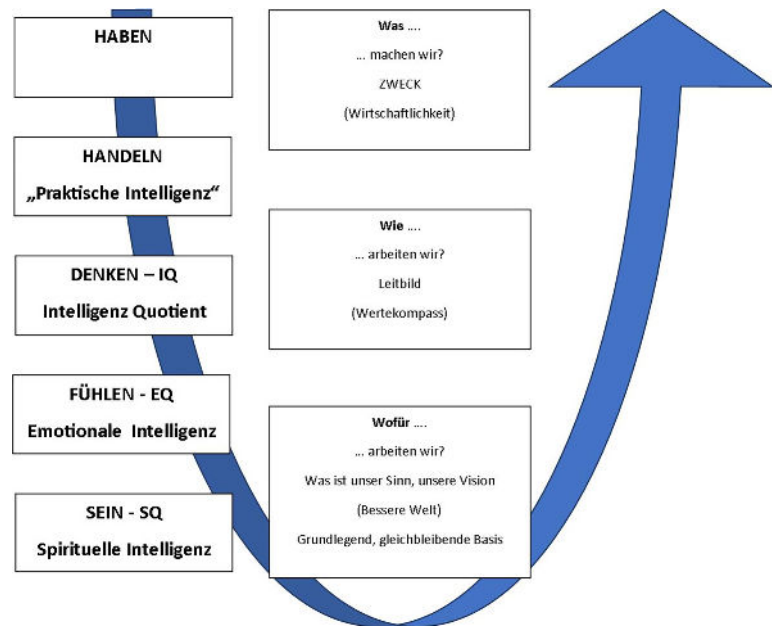 HABEN
HANDELN
„Praktische Intelligenz“
DENKEN – IQ
Intelligenz Quotient
FÜHLEN - EQ
Emotionale Intelligenz
SEIN - SQ
Spirituelle Intelligenz
Was ....
... machen wir?
ZWECK
(Wirtschaftlichkeit)
Wie ....
... arbeiten wir?
Leitbild
(Wertekompass)
Wofür ....
... arbeiten wir?
Was ist unser Sinn, unsere Vision
(Bessere Welt)
Grundlegend, gleichbleibende Basis